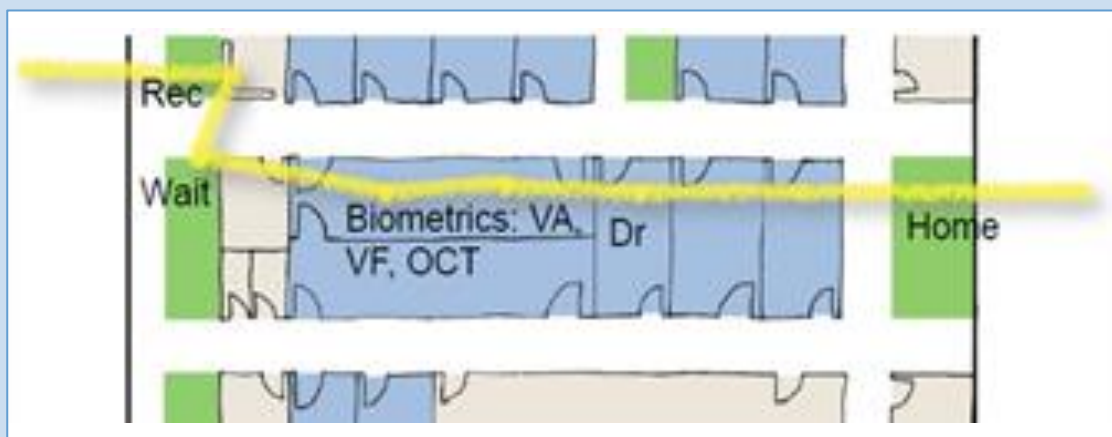 Rec
Wait
Biometrics: VA,
VF, OCT
Dr
Home